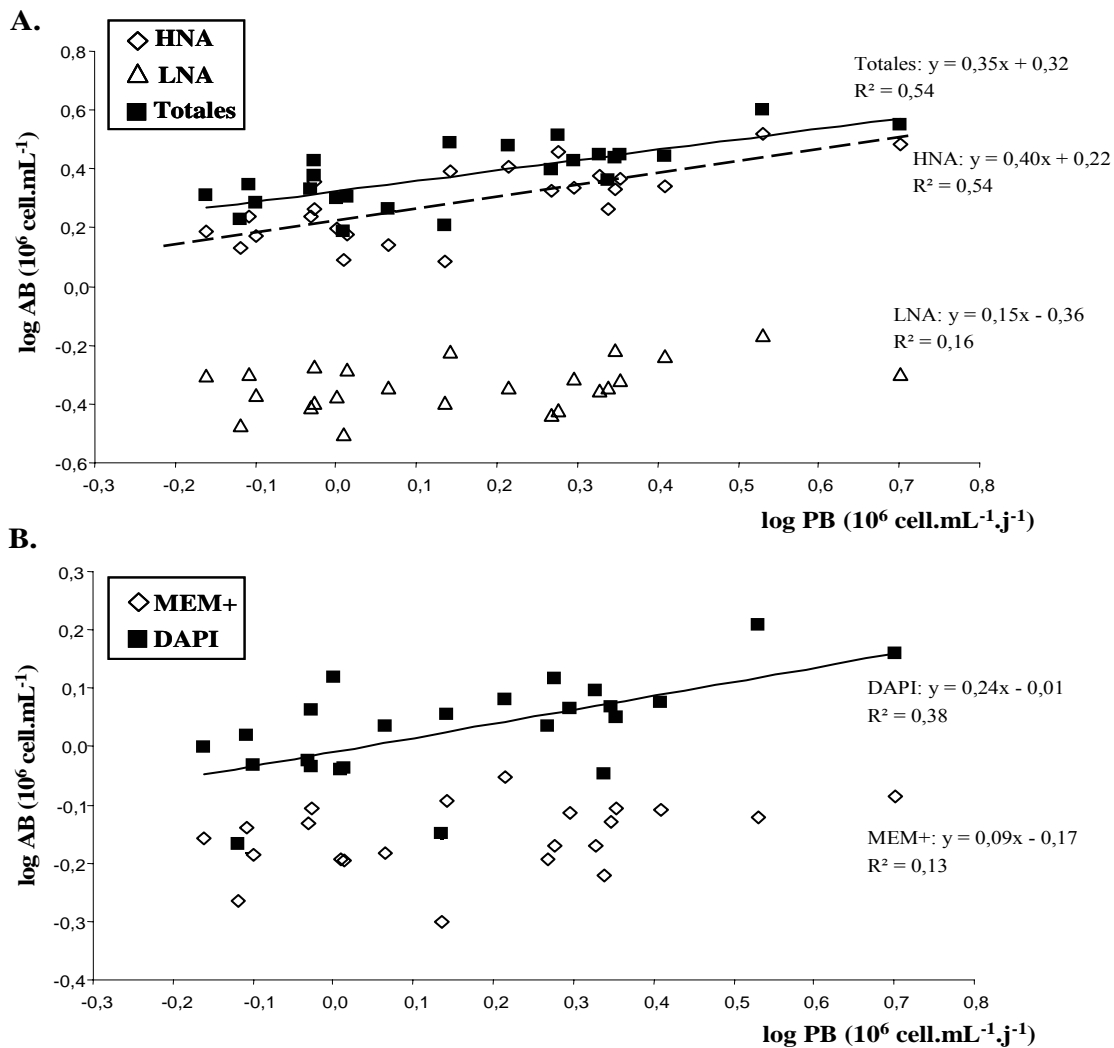 A.
HNA
LNA
Totales
0,8
0,6
0,4
0,2
0,0
-0,2
-0,4
-0,6
log AB (10⁶ cell.mL⁻¹)
Totales: y = 0,35x + 0,32
R² = 0,54
HNA: y = 0,40x + 0,22
R² = 0,54
LNA: y = 0,15x - 0,36
R² = 0,16
-0,3 -0,2 -0,1 0,0 0,1 0,2 0,3 0,4 0,5 0,6 0,7 0,8
log PB (10⁶ cell.mL⁻¹.j⁻¹)
B.
MEM+
DAPI
0,3
0,2
0,1
0,0
-0,1
-0,2
-0,3
-0,4
log AB (10⁶ cell.mL⁻¹)
DAPI: y = 0,24x - 0,01
R² = 0,38
MEM+: y = 0,09x - 0,17
R² = 0,13
-0,3 -0,2 -0,1 0,0 0,1 0,2 0,3 0,4 0,5 0,6 0,7 0,8
log PB (10⁶ cell.mL⁻¹.j⁻¹)